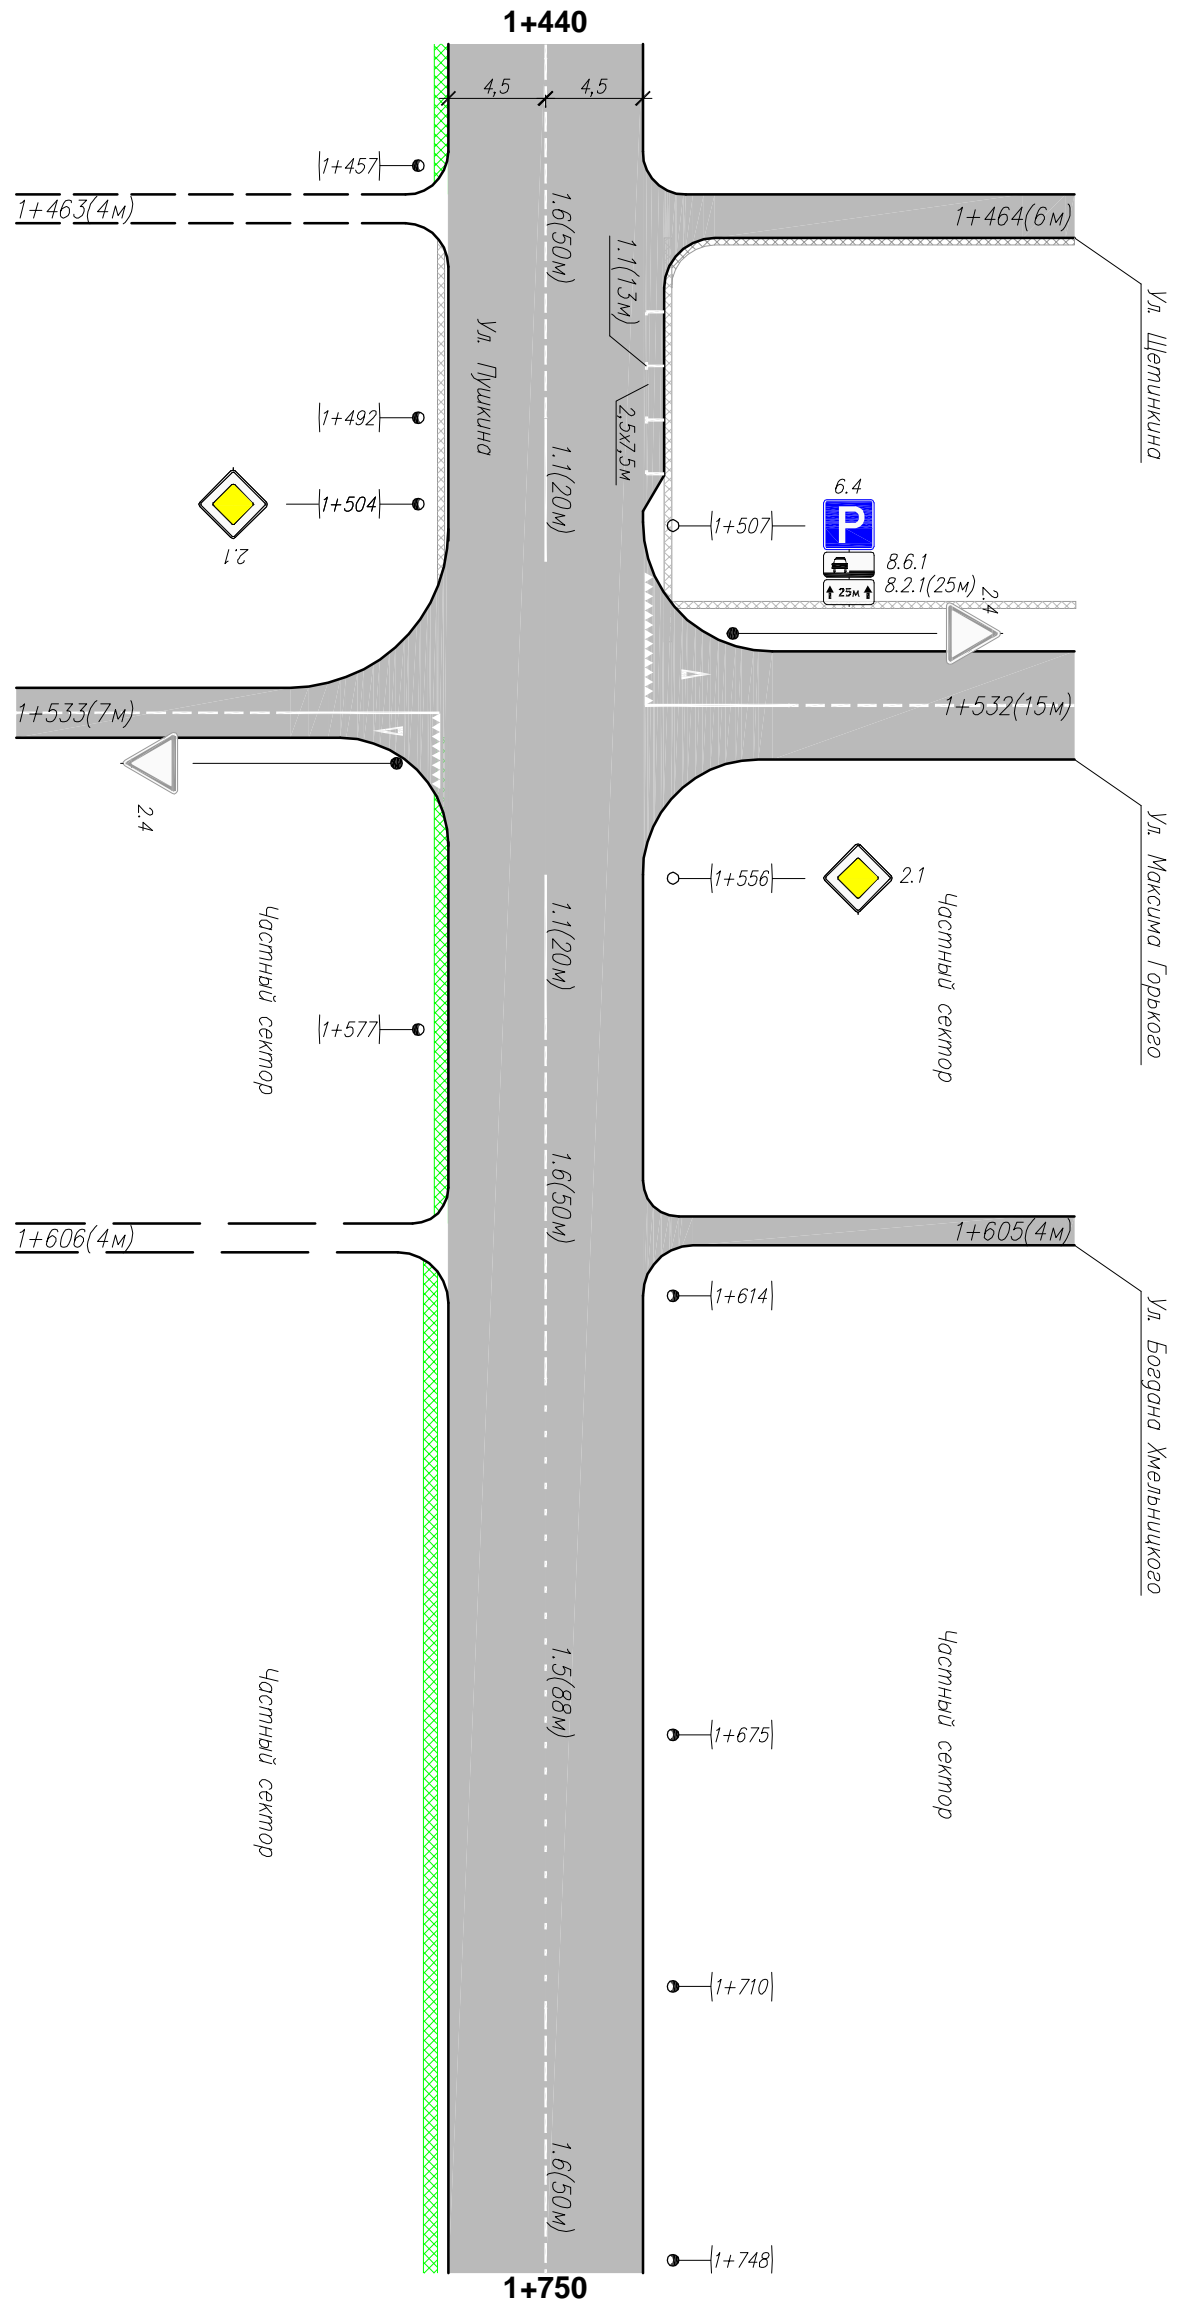 1+440
4,5
4,5
1+457
1+463(4м)
1.6(50м)
1+464(6м)
1.1(13м)
Ул. Щетинкина
Ул. Пушкина
1+492
2,5x7,5м
1.1(20м)
1+504
2.1
6.4
P
1+507
8.6.1
8.2.1(25м)
25м
2.4
1+533(7м)
1+532(15м)
2.4
Ул. Максима Горького
1+556
2.1
Частный сектор
Частный сектор
1.1(20м)
1+577
1.6(50м)
1+606(4м)
1+605(4м)
1+614
Ул. Богдана Хмельницкого
1.5(88м)
Частный сектор
Частный сектор
1+675
1+710
1.6(50м)
1+748
1+750